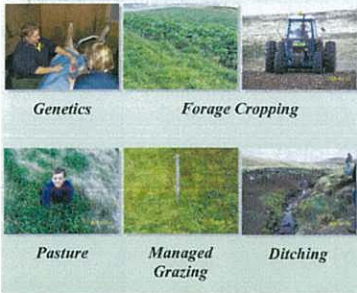 Genetics
Forage Cropping
Pasture
Managed
Grazing
Ditching